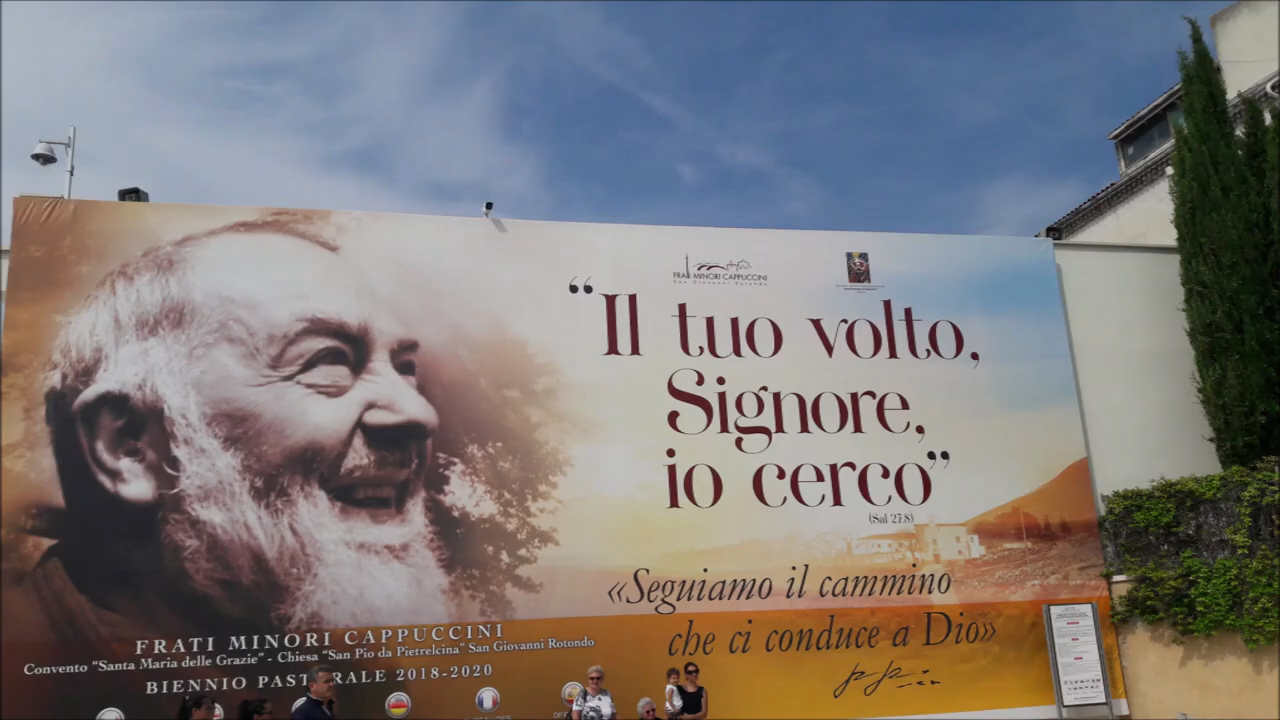 FRATI MINORI CAPPUCCINI
San Giovanni Rotondo
“Il tuo volto,
Signore,
io cerco”
(Sal 27,8)
«Seguiamo il cammino
che ci conduce a Dio»
FRATI MINORI CAPPUCCINI
Convento “Santa Maria delle Grazie” - Chiesa “San Pio da Pietrelcina” San Giovanni Rotondo
BIENNIO PASTORALE 2018-2020